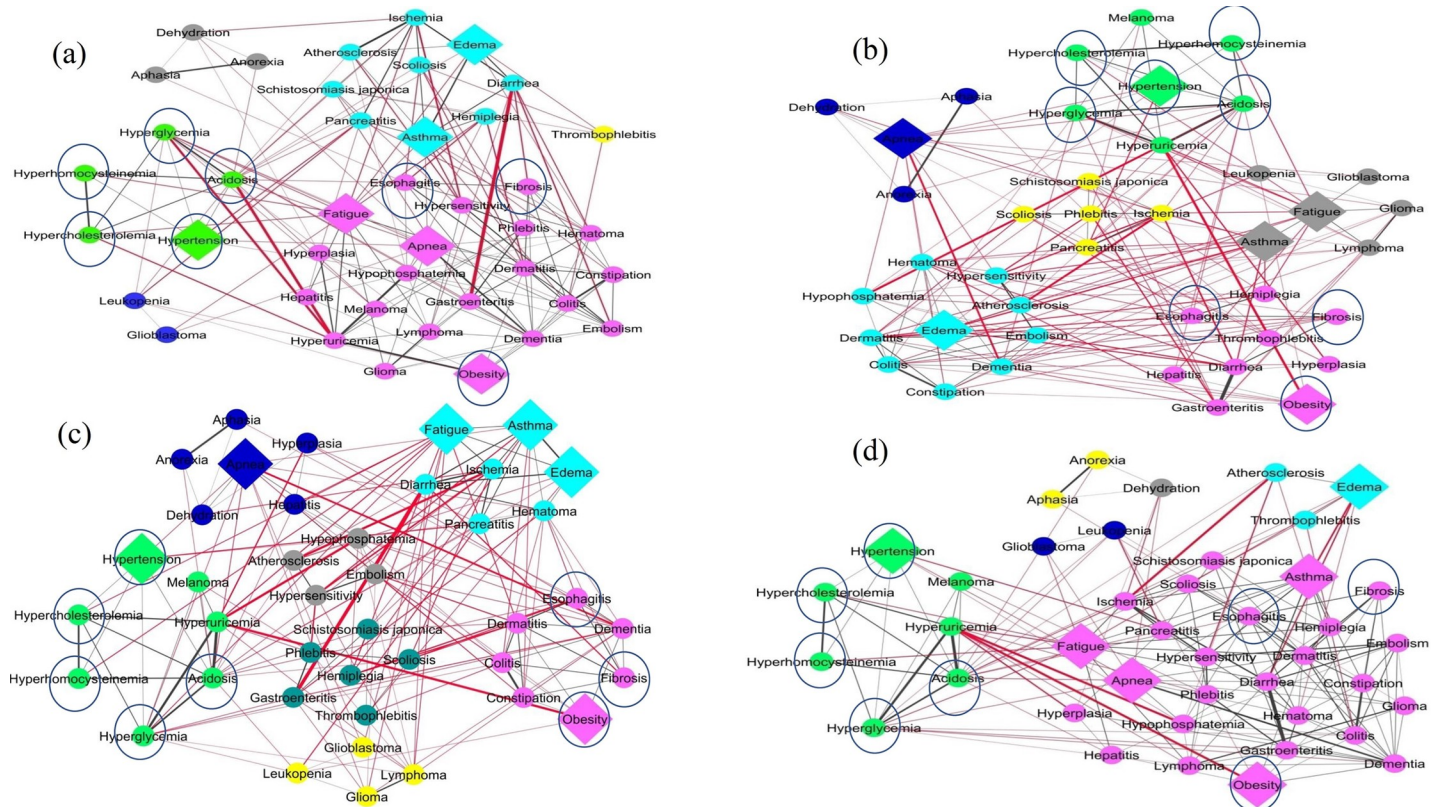 (a)
Ischemia
Dehydration
Edema
Atherosclerosis
Scoliosis
Anorexia
Aphasia
Diarrhea
Schistosomiasis japonica
Pancreatitis
Hemiplegia
Hyperglycemia
Asthma
Thrombophlebitis
Hyperhomocysteinemia
Acidosis
Esophagitis
Fibrosis
Hypersensitivity
Fatigue
Hypercholesterolemia
Hypertension
Phlebitis
Hematoma
Apnea
Hyperplasia
Hypophosphatemia
Dermatitis
Constipation
Leukopenia
Hepatitis
Melanoma
Gastroenteritis
Colitis
Glioblastoma
Lymphoma
Embolism
Hyperuricemia
Dementia
Glioma
Obesity
(b)
Melanoma
Hypercholesterolemia
Hyperhomocysteinemia
Hypertension
Dehydration
Aphasia
Acidosis
Hyperglycemia
Apnea
Hyperuricemia
Leukopenia
Glioblastoma
Schistosomiasis japonica
Anorexia
Scoliosis
Phlebitis
Ischemia
Fatigue
Glioma
Asthma
Lymphoma
Pancreatitis
Hematoma
Hypersensitivity
Hypophosphatemia
Atherosclerosis
Hemiplegia
Esophagitis
Fibrosis
Edema
Dermatitis
Embolism
Thrombophlebitis
Colitis
Dementia
Hepatitis
Diarrhea
Hyperplasia
Constipation
Gastroenteritis
Obesity
(c)
Aphasia
Hyperplasia
Fatigue
Asthma
Anorexia
Apnea
Ischemia
Edema
Diarrhea
Hepatitis
Dehydration
Hematoma
Pancreatitis
Hypophosphatemia
Hypertension
Atherosclerosis
Melanoma
Embolism
Hypersensitivity
Esophagitis
Hypercholesterolemia
Hyperuricemia
Dermatitis
Dementia
Schistosomiasis japonica
Phlebitis
Scoliosis
Colitis
Hyperhomocysteinemia
Acidosis
Hemiplegia
Fibrosis
Gastroenteritis
Constipation
Thrombophlebitis
Obesity
Hyperglycemia
Glioblastoma
Leukopenia
Lymphoma
Glioma
(d)
Anorexia
Atherosclerosis
Edema
Dehydration
Aphasia
Thrombophlebitis
Leukopenia
Glioblastoma
Hypertension
Schistosomiasis japonica
Melanoma
Scoliosis
Asthma
Fibrosis
Hypercholesterolemia
Ischemia
Esophagitis
Hyperuricemia
Pancreatitis
Hemiplegia
Fatigue
Embolism
Hyperhomocysteinemia
Hypersensitivity
Dermatitis
Acidosis
Apnea
Diarrhea
Constipation
Phlebitis
Glioma
Hyperglycemia
Hyperplasia
Hypophosphatemia
Hematoma
Colitis
Hepatitis
Gastroenteritis
Lymphoma
Dementia
Obesity